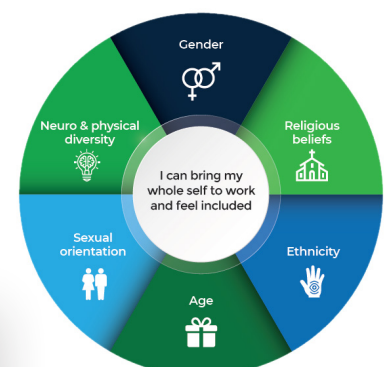 Gender
Religious
beliefs
Ethnicity
Age
Sexual
orientation
Neuro & physical
diversity
I can bring my
whole self to work
and feel included